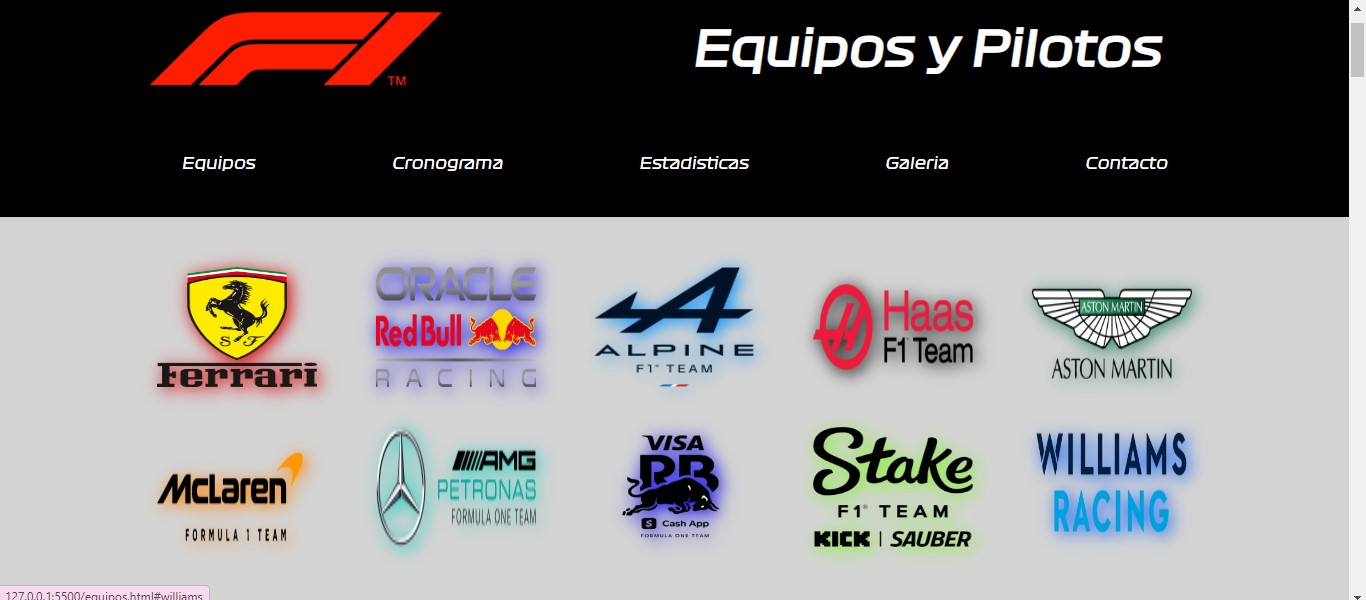 F1 TM
Equipos y Pilotos
Equipos
Cronograma
Estadisticas
Galeria
Contacto
S F
Ferrari
ORACLE
Red Bull
RACING
A
ALPINE
F1® TEAM
H
Haas
F1 Team
ASTON MARTIN
ASTON MARTIN
McLaren
FORMULA 1 TEAM
AMG
PETRONAS
FORMULA ONE TEAM
VISA
RB
S Cash App
FORMULA ONE TEAM
Stake
F1® TEAM
KICK | SAUBER
WILLIAMS
RACING
127.0.0.1:5500/equipos.html#williams